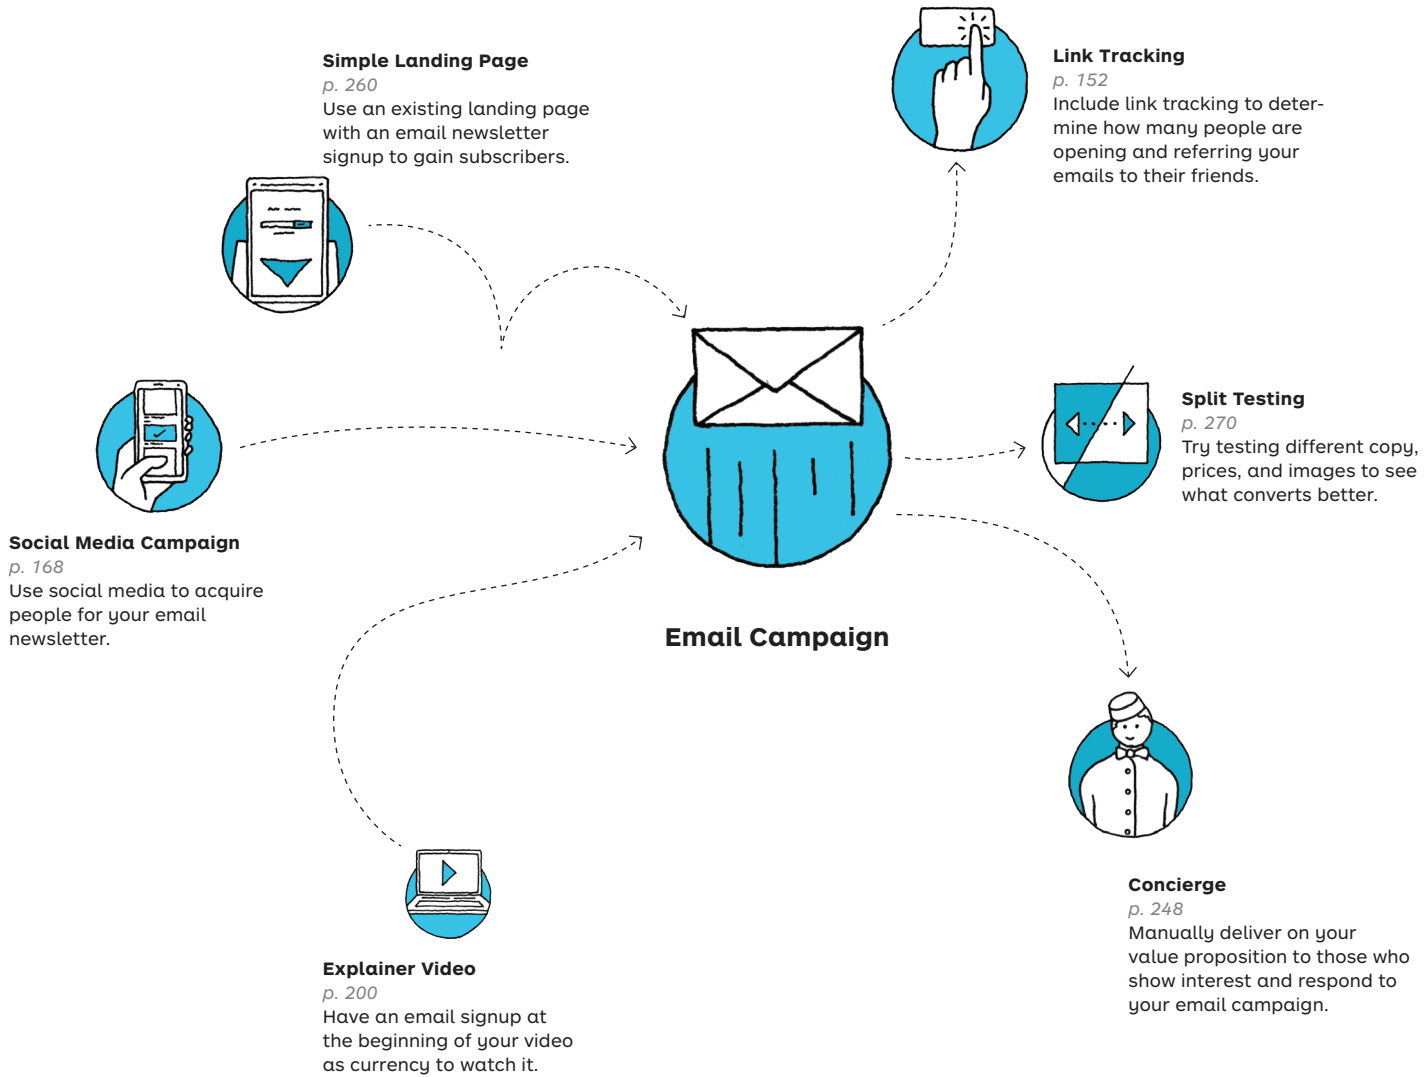 Simple Landing Page
p. 260
Use an existing landing page
with an email newsletter
signup to gain subscribers.
Link Tracking
p. 152
Include link tracking to deter-
mine how many people are
opening and referring your
emails to their friends.
Split Testing
p. 270
Try testing different copy,
prices, and images to see
what converts better.
Social Media Campaign
p. 168
Use social media to acquire
people for your email
newsletter.
Email Campaign
Concierge
p. 248
Manually deliver on your
value proposition to those who
show interest and respond to
your email campaign.
Explainer Video
p. 200
Have an email signup at
the beginning of your video
as currency to watch it.